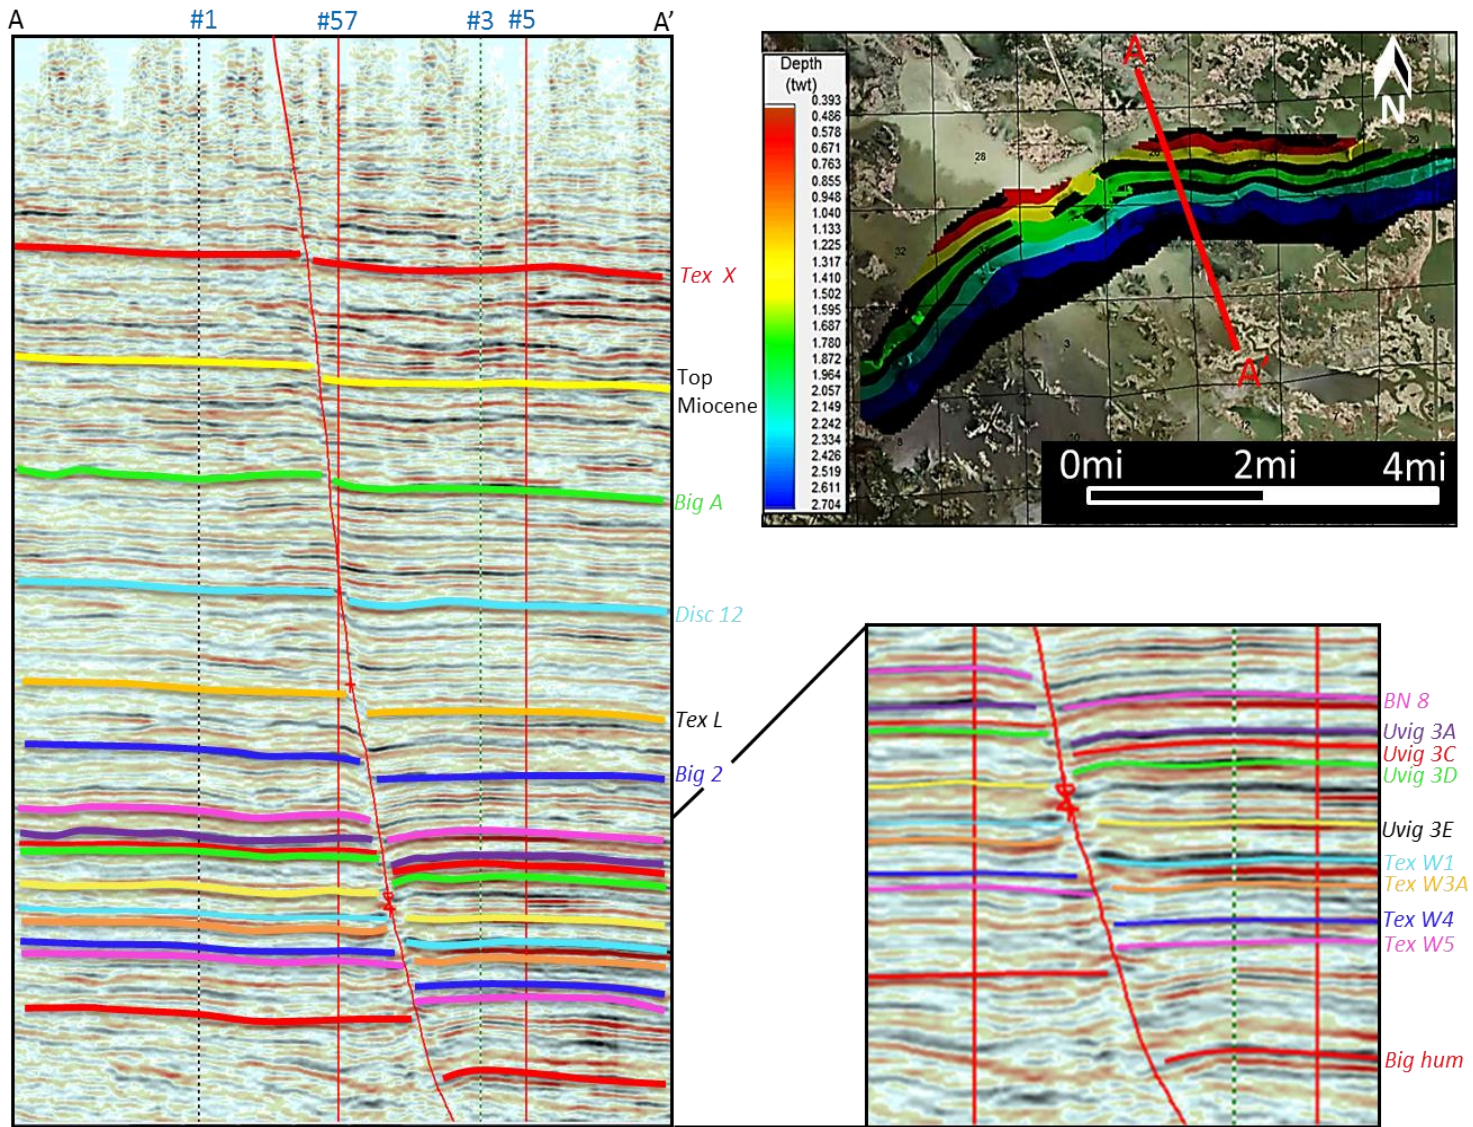 A
#1
#57
#3
#5
A’
Tex X
Top
Miocene
Big A
Disc 12
Tex L
Big 2
Depth
(twt)
0.393
0.486
0.578
0.671
0.763
0.855
0.948
1.040
1.133
1.225
1.317
1.410
1.502
1.595
1.687
1.780
1.872
1.964
2.057
2.149
2.242
2.334
2.426
2.519
2.611
2.704
A
N
28
29
32
3
A’
0mi
2mi
4mi
BN 8
Uvig 3A
Uvig 3C
Uvig 3D
Uvig 3E
Tex W1
Tex W3A
Tex W4
Tex W5
Big hum